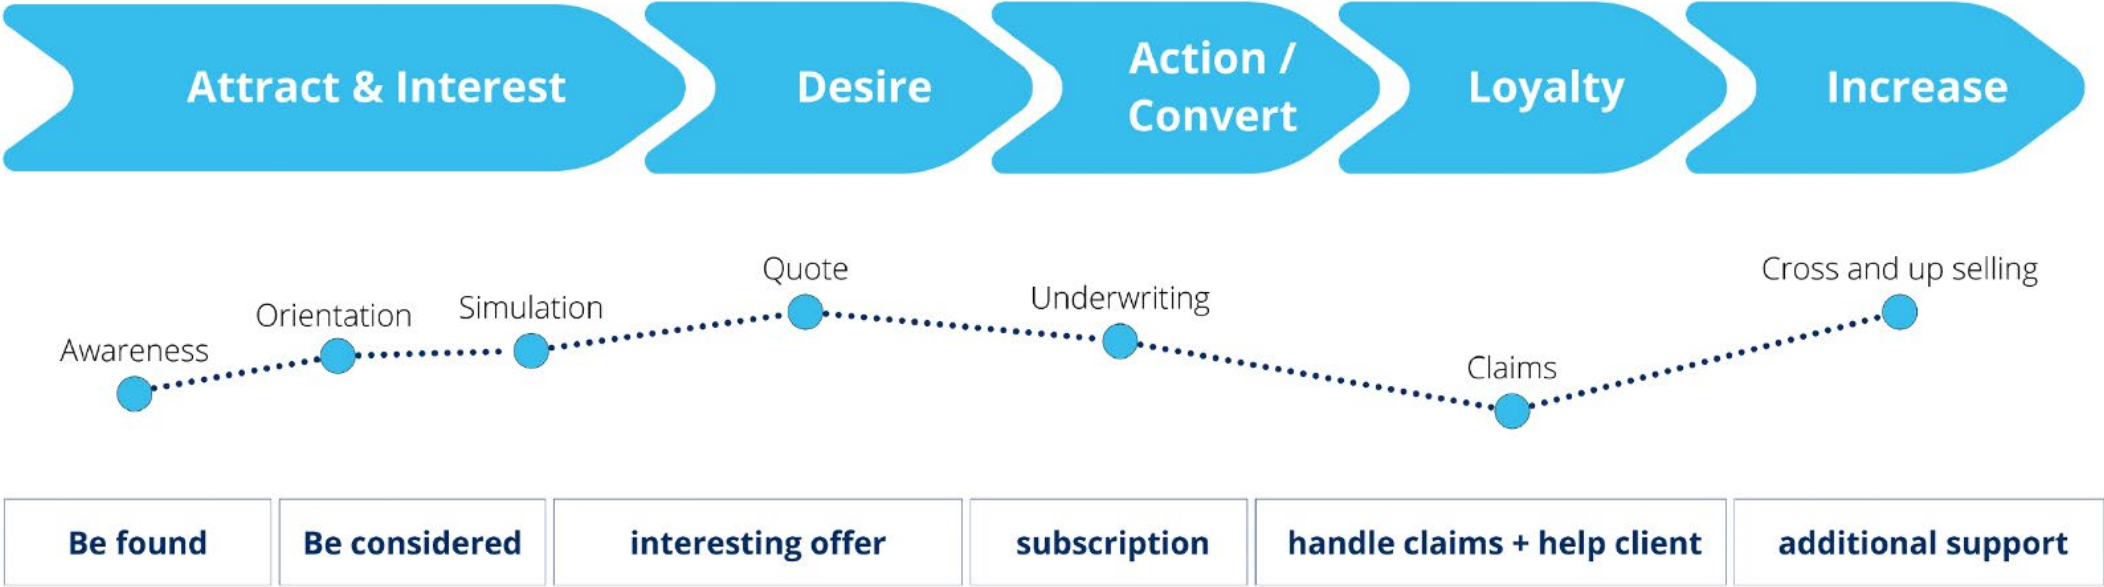 Attract & Interest
Desire
Action /
Convert
Loyalty
Increase
Awareness
Orientation
Simulation
Quote
Underwriting
Claims
Cross and up selling
Be found
Be considered
interesting offer
subscription
handle claims + help client
additional support